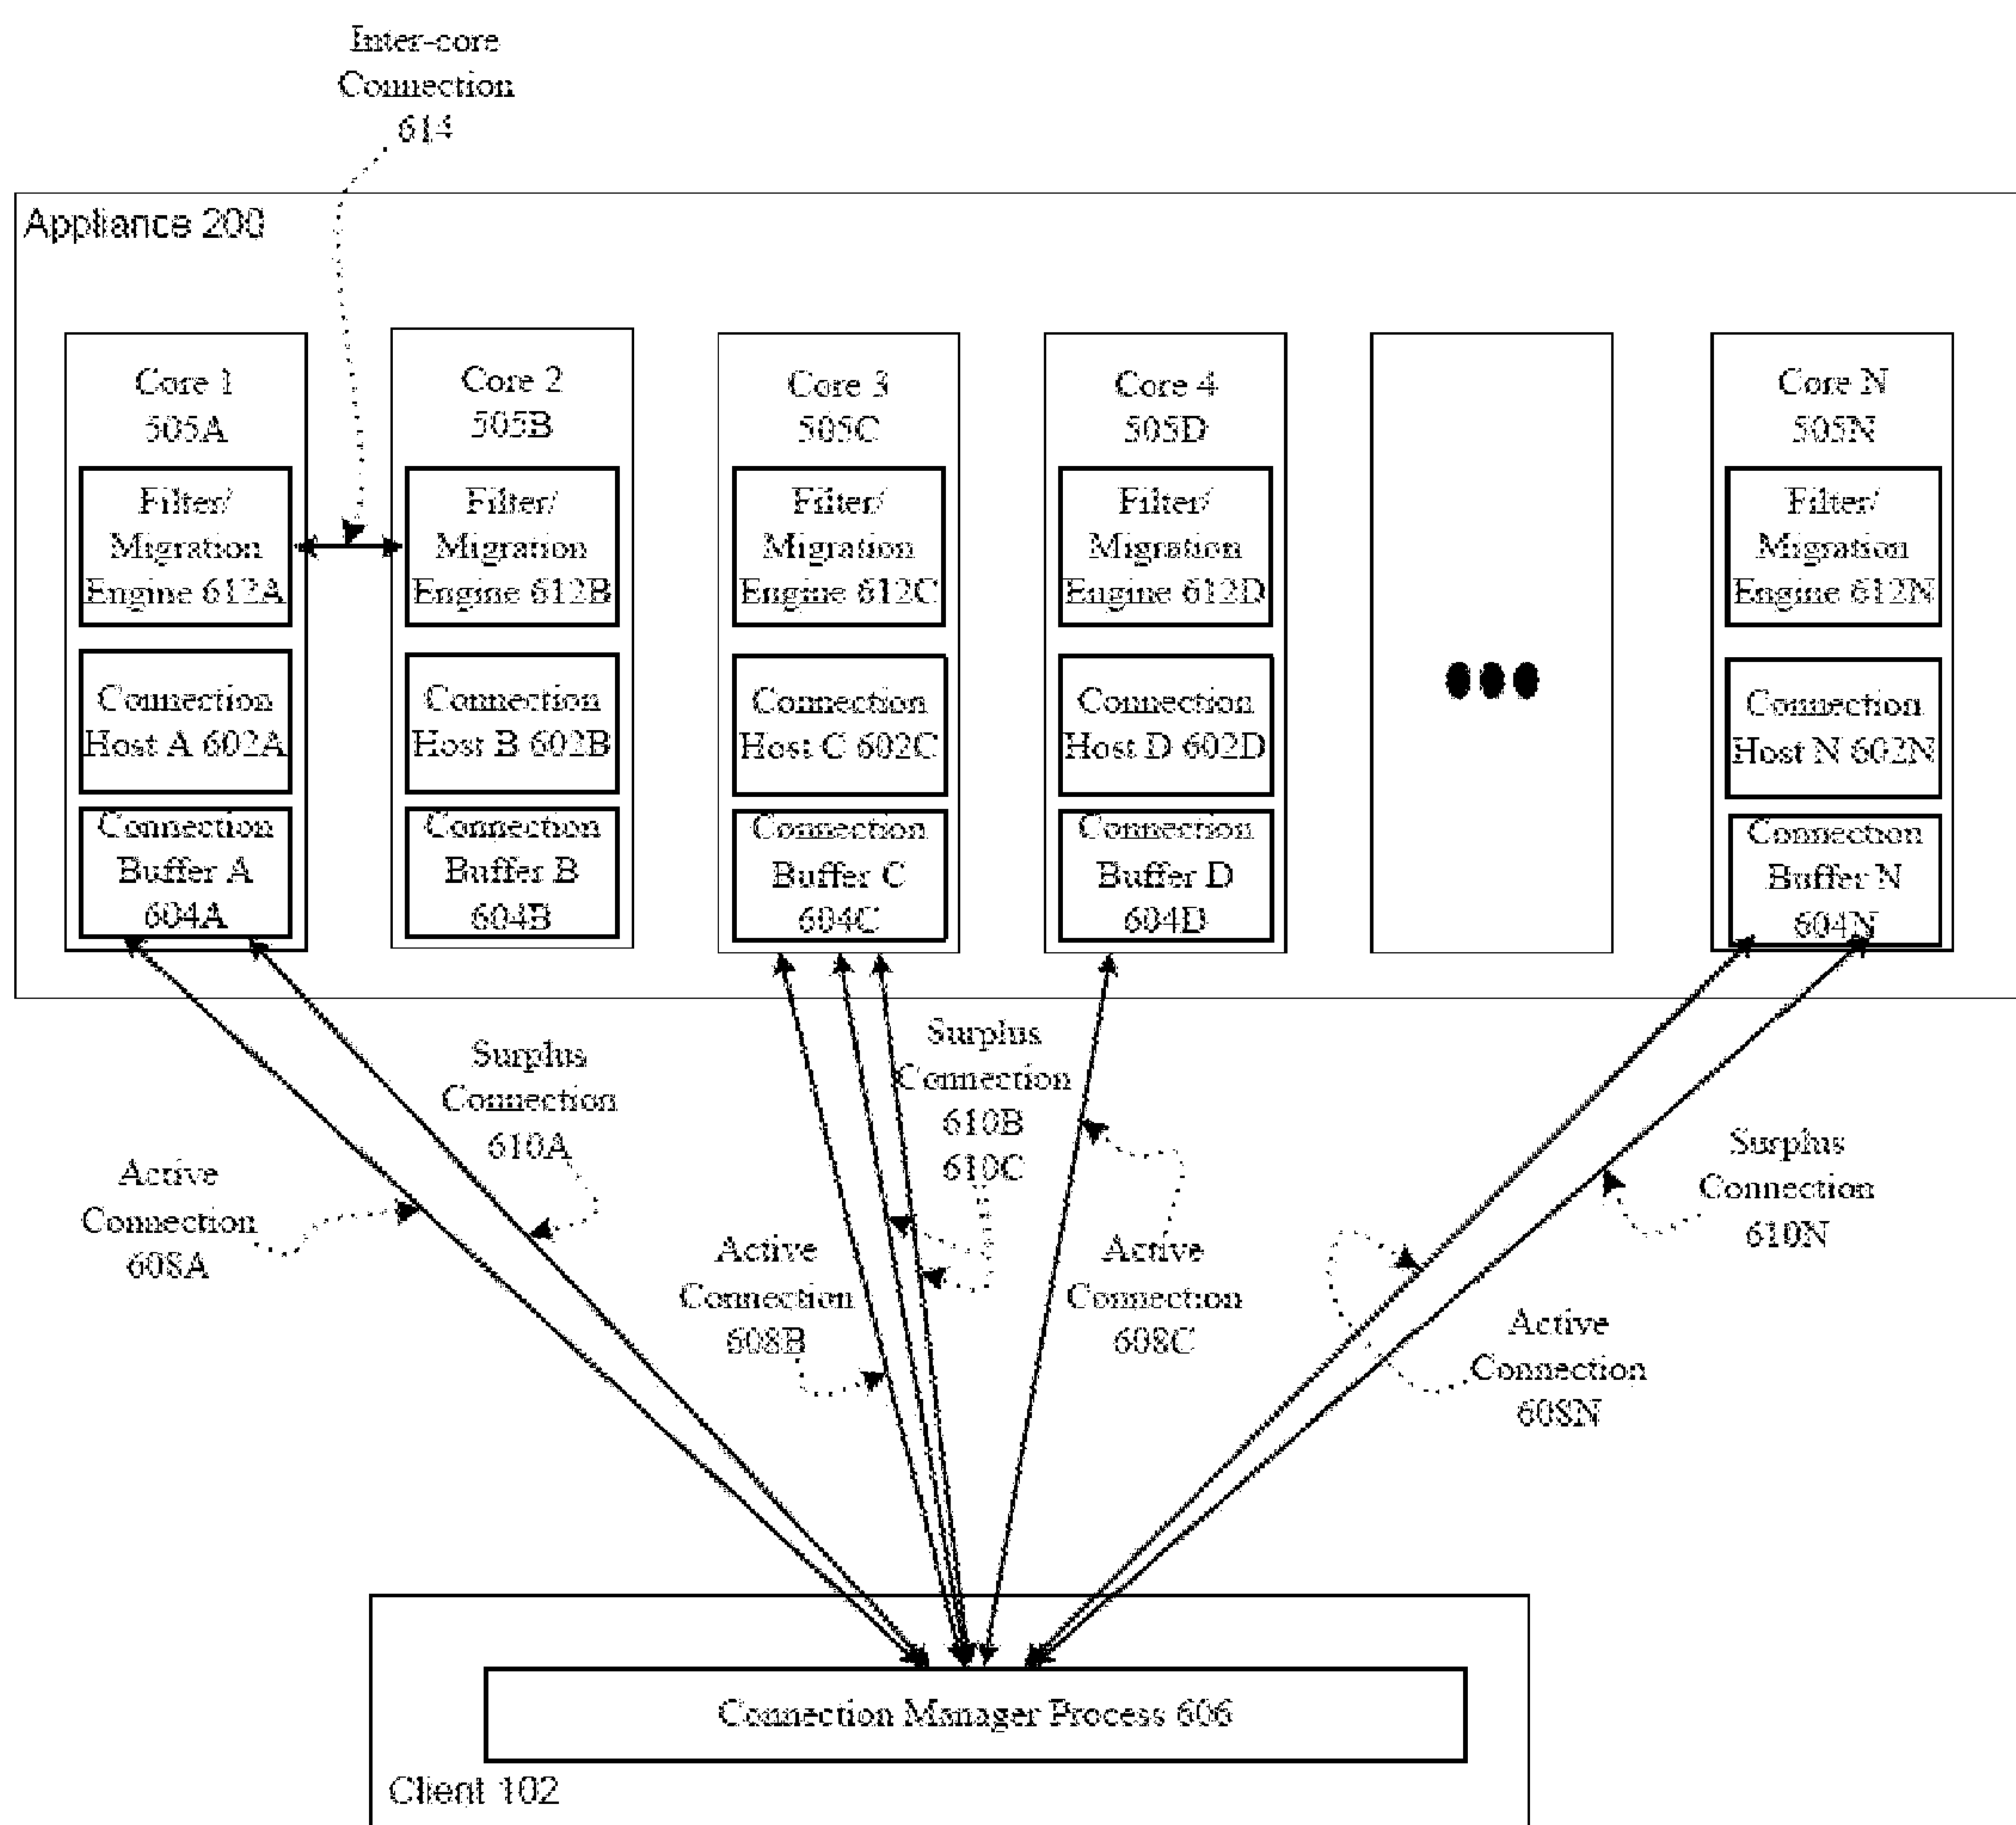 Inter-core
Connection
614
Appliance 200
Core 1
505A
Filter/
Migration
Engine 612A
Connection
Host A 602A
Connection
Buffer A
604A
Core 2
505B
Filter/
Migration
Engine 612B
Connection
Host B 602B
Connection
Buffer B
604B
Core 3
505C
Filter/
Migration
Engine 612C
Connection
Host C 602C
Connection
Buffer C
604C
Core 4
505D
Filter/
Migration
Engine 612D
Connection
Host D 602D
Connection
Buffer D
604D
Core N
505N
Filter/
Migration
Engine 612N
Connection
Host N 602N
Connection
Buffer N
604N
Active
Connection
608A
Surplus
Connection
610A
Active
Connection
608B
Surplus
Connection
610B
610C
Active
Connection
608C
Active
Connection
608N
Surplus
Connection
610N
Connection Manager Process 606
Client 102